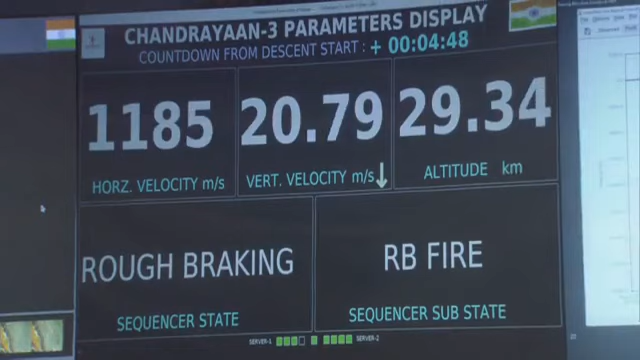 CHANDRAYAAN-3 PARAMETERS DISPLAY
COUNTDOWN FROM DESCENT START : + 00:04:48
1185 20.79 29.34
HORZ. VELOCITY m/s VERT. VELOCITY m/s ALTITUDE km
ROUGH BRAKING RB FIRE
SEQUENCER STATE SEQUENCER SUB STATE
SERVER-1 SERVER-2